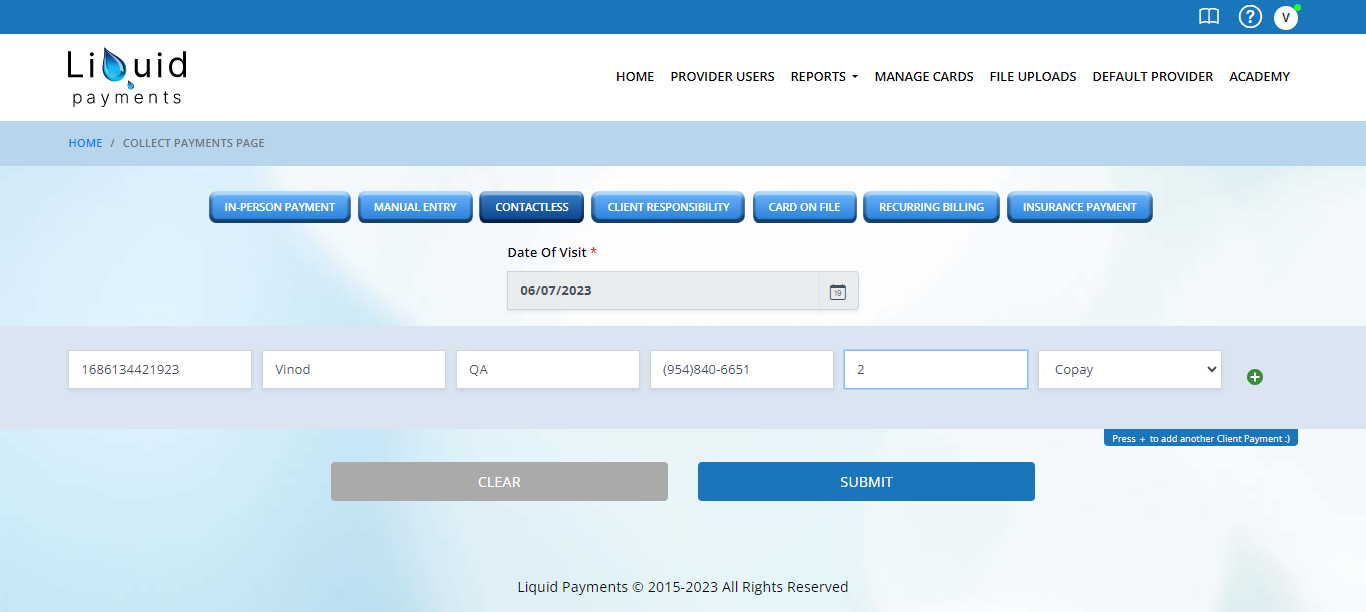 ?
V
Liquid
payments
HOME PROVIDER USERS REPORTS MANAGE CARDS FILE UPLOADS DEFAULT PROVIDER ACADEMY
HOME / COLLECT PAYMENTS PAGE
IN-PERSON PAYMENT MANUAL ENTRY CONTACTLESS CLIENT RESPONSIBILITY CARD ON FILE RECURRING BILLING INSURANCE PAYMENT
Date Of Visit *
06/07/2023
19
1686134421923 Vinod QA (954)840-6651 2 Copay
Press + to add another Client Payment :)
CLEAR SUBMIT
Liquid Payments © 2015-2023 All Rights Reserved